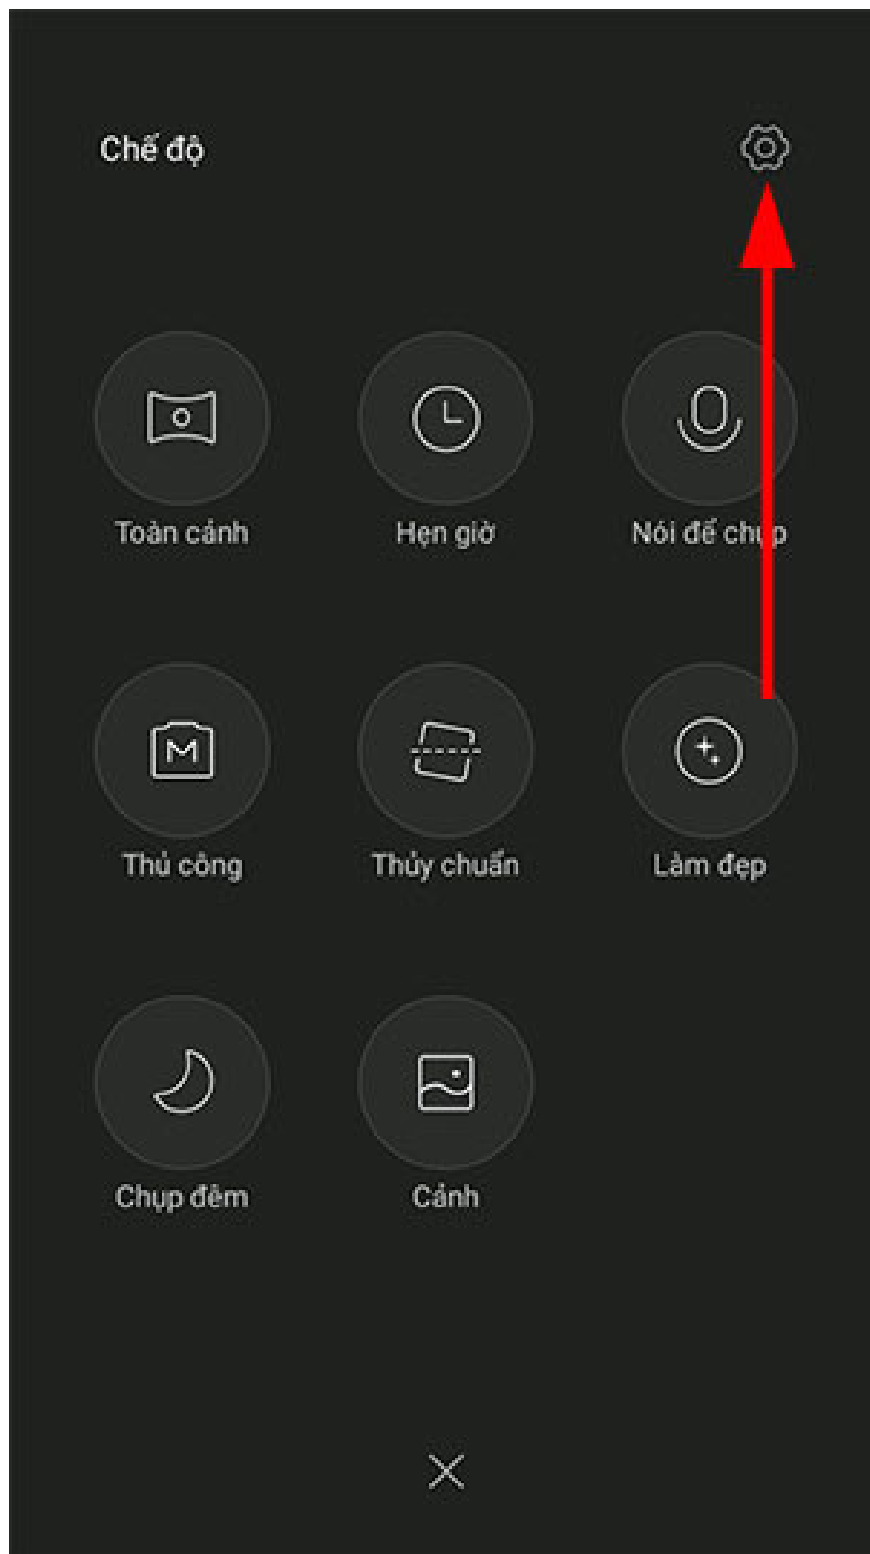 Chế độ
Toàn cảnh
Hẹn giờ
Nói để chụp
Thủ công
Thủy chuẩn
Làm đẹp
Chụp đêm
Cảnh